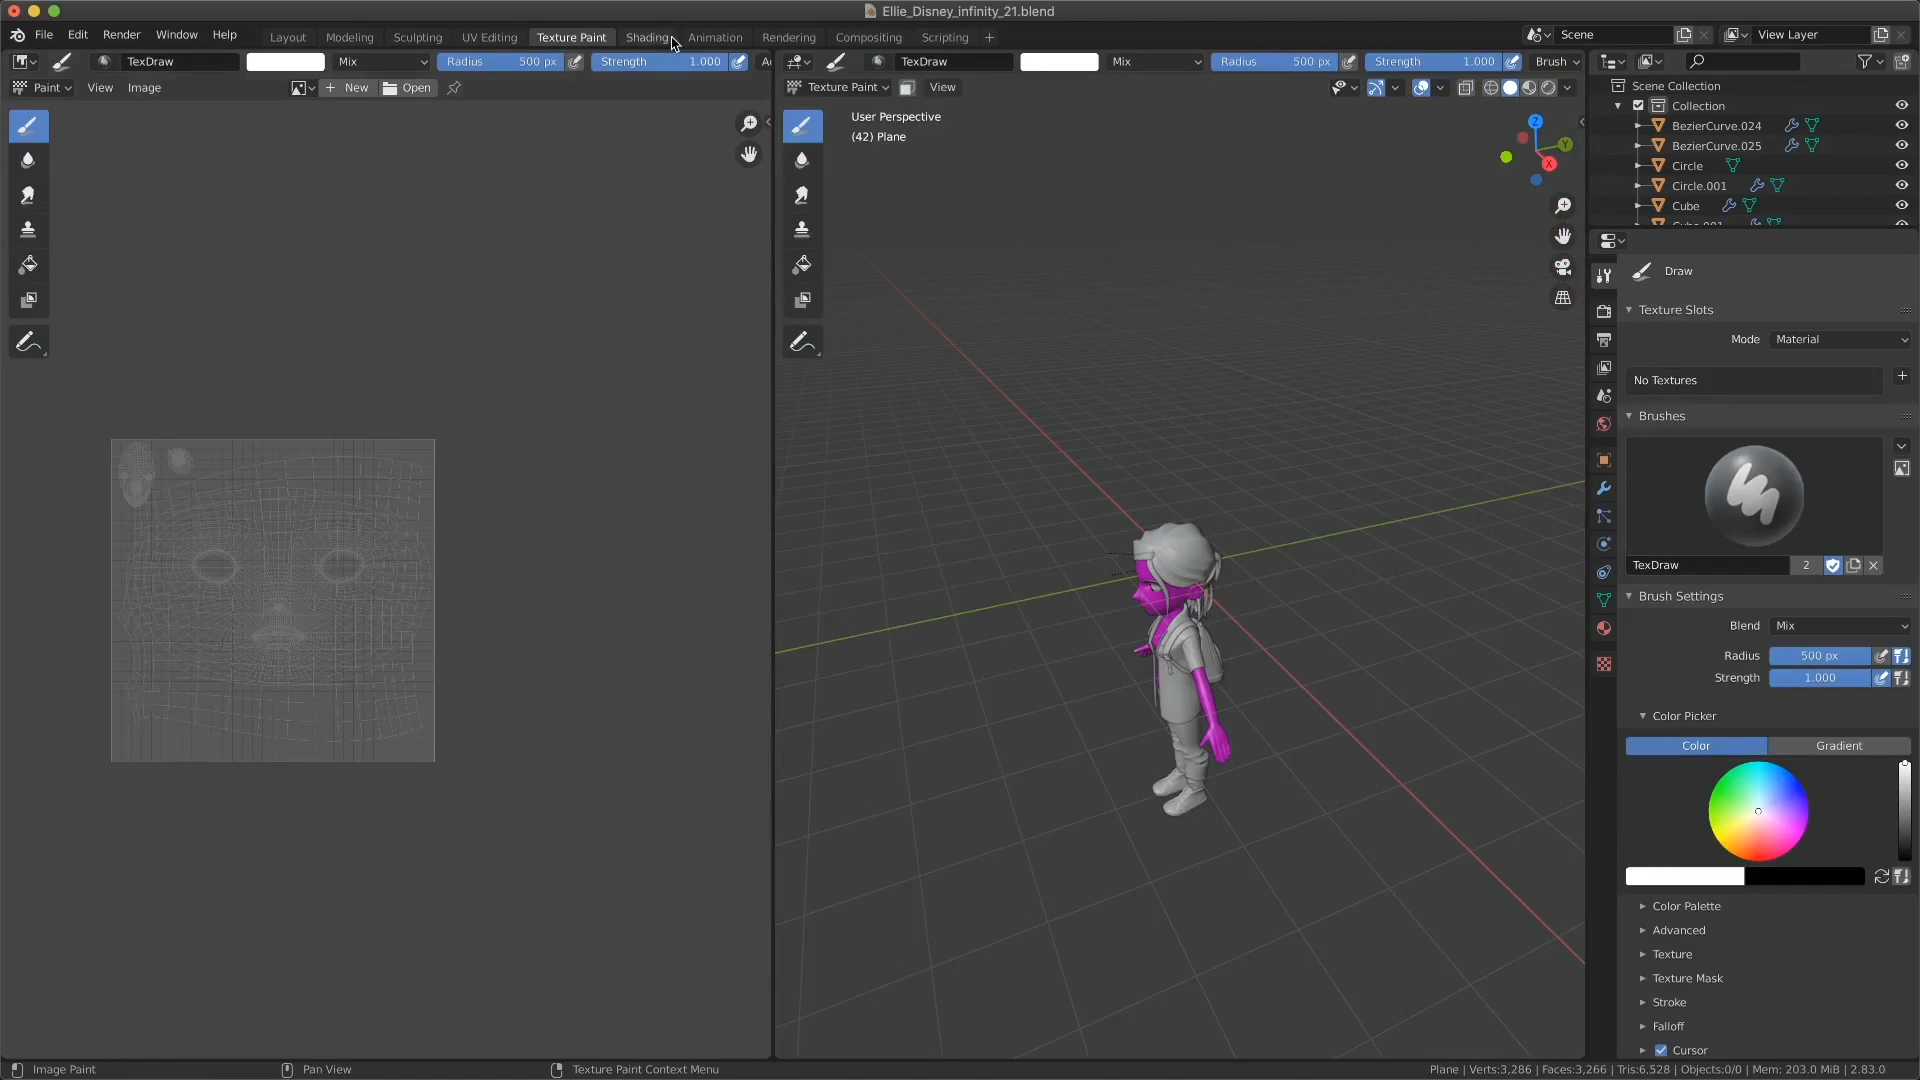 Ellie_Disney_infinity_21.blend
File Edit Render Window Help Layout Modeling Sculpting UV Editing Texture Paint Shading Animation Rendering Compositing Scripting + Scene View Layer
TexDraw Mix Radius 500 px Strength 1.000 TexDraw Mix Radius 500 px Strength 1.000 Brush
Paint View Image + New Open Texture Paint View
User Perspective
(42) Plane
Z
Y
X
Scene Collection
Collection
BezierCurve.024
BezierCurve.025
Circle
Circle.001
Cube
Draw
Texture Slots
Mode Material
No Textures
Brushes
TexDraw 2
Brush Settings
Blend Mix
Radius 500 px
Strength 1.000
Color Picker
Color Gradient
Color Palette
Advanced
Texture
Texture Mask
Stroke
Falloff
Cursor
Image Paint Pan View Texture Paint Context Menu Plane | Verts:3,286 | Faces:3,266 | Tris:6,528 | Objects:0/0 | Mem: 203.0 MiB | 2.83.0